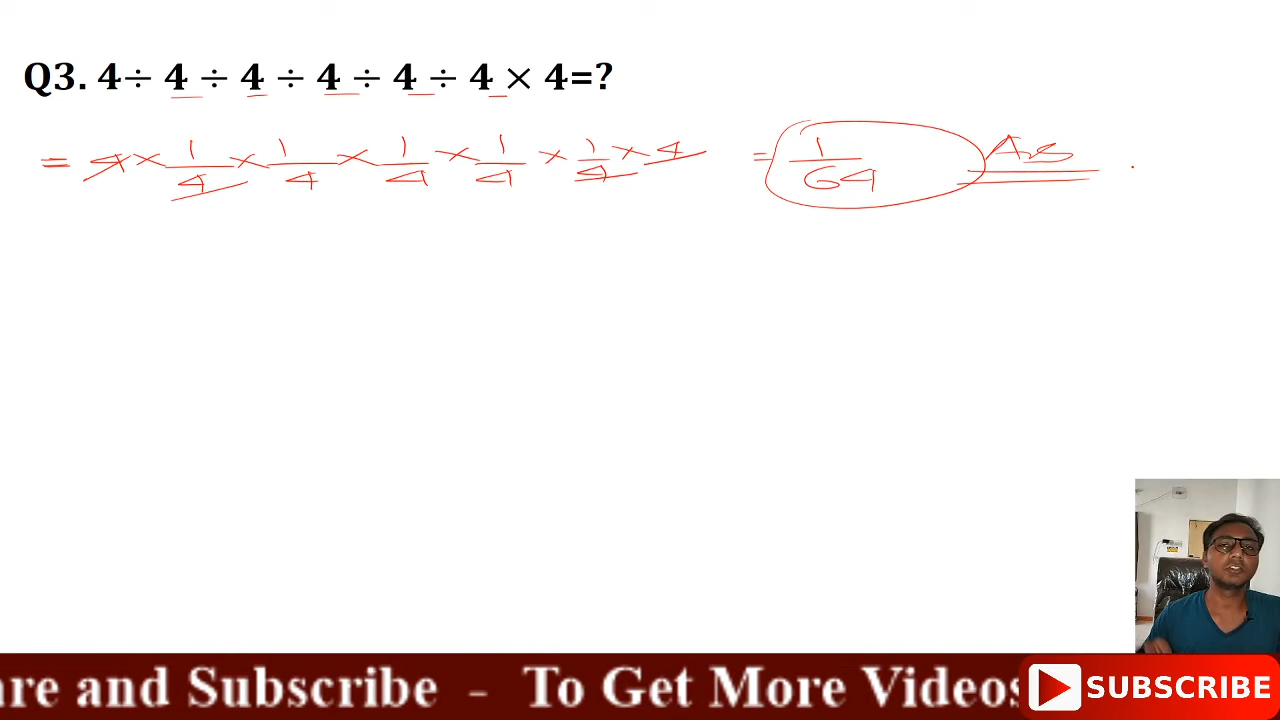 Q3. 4÷ 4 ÷ 4 ÷ 4 ÷ 4 ÷ 4 × 4=?
= 4 × 1/4 × 1/4 × 1/4 × 1/4 × 1/4 × 4 = 1/64 Ans
are and Subscribe - To Get More Videos
SUBSCRIBE